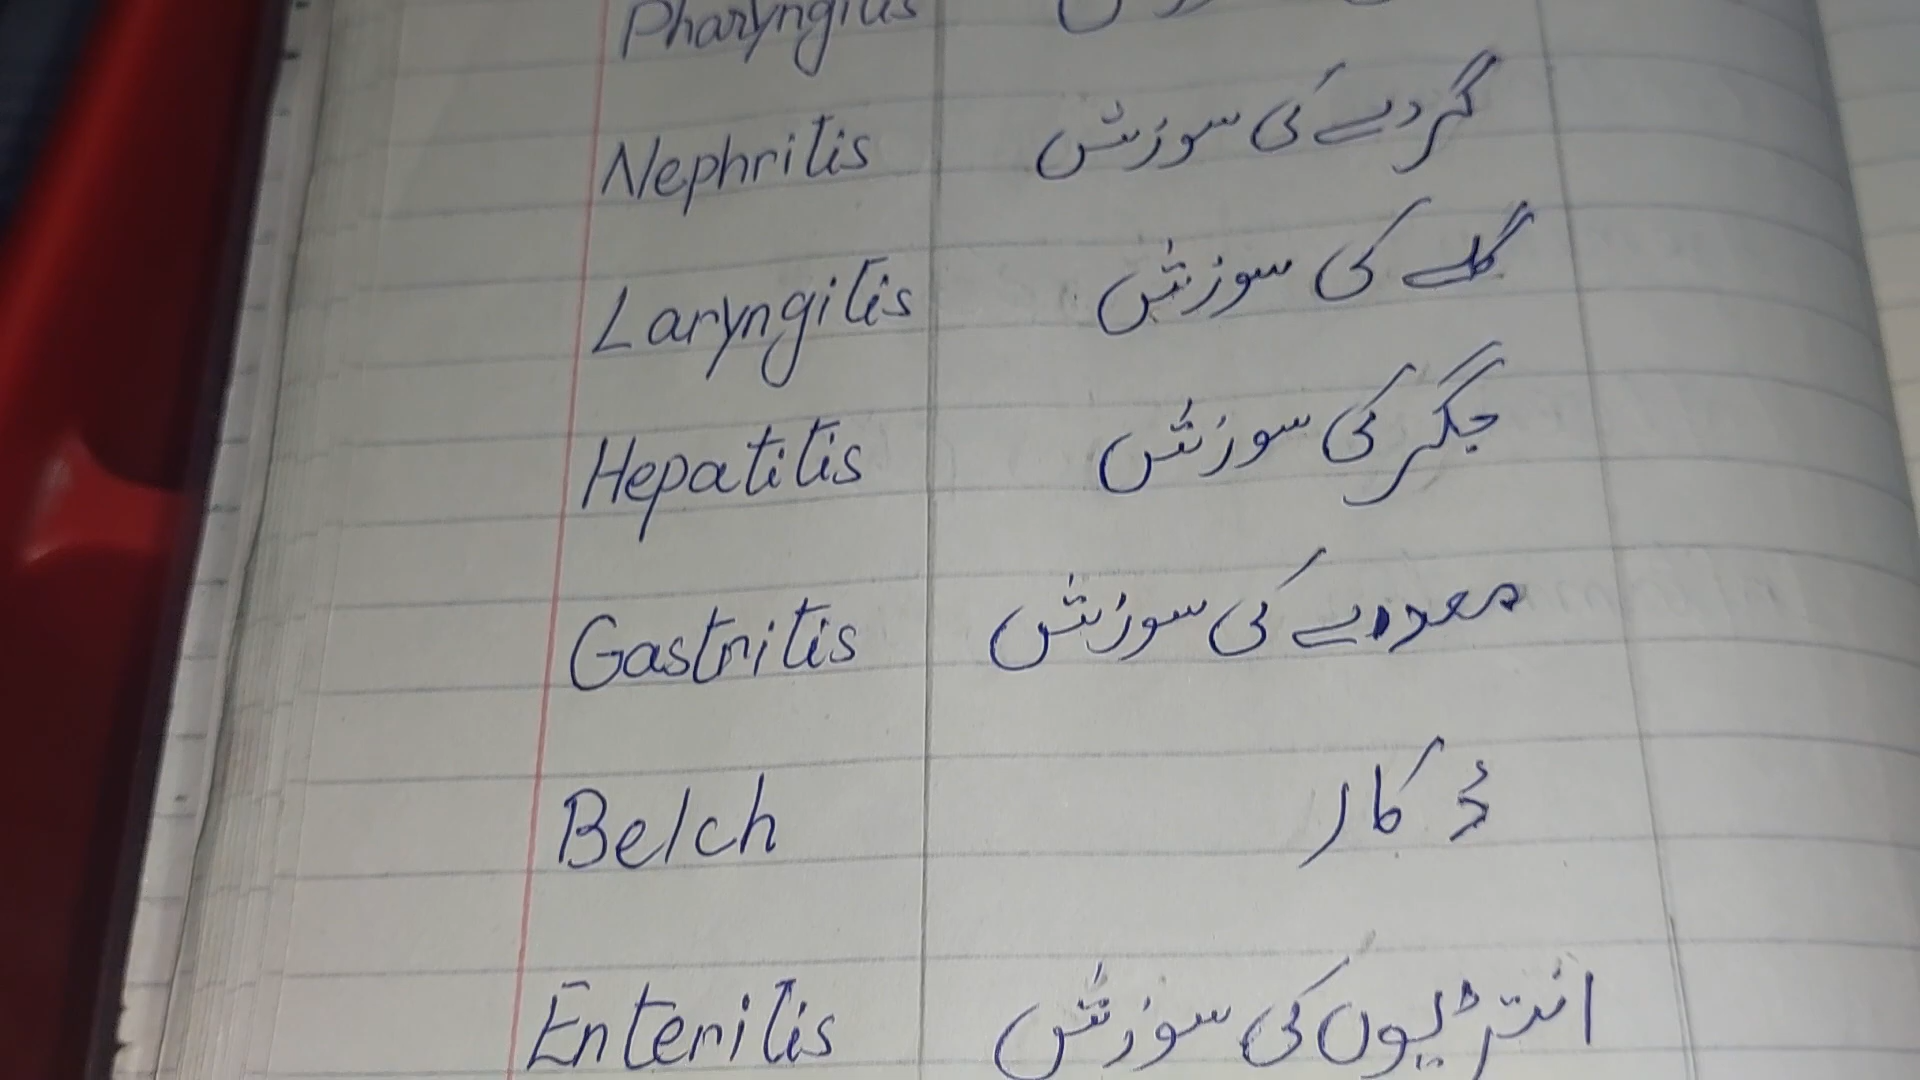 Pharyngitis
Nephritis گردے کی سوزش
Laryngitis گلے کی سوزش
Hepatitis جگر کی سوزش
Gastritis معدے کی سوزش
Belch ڈکار
Enteritis انتڑیوں کی سوزش